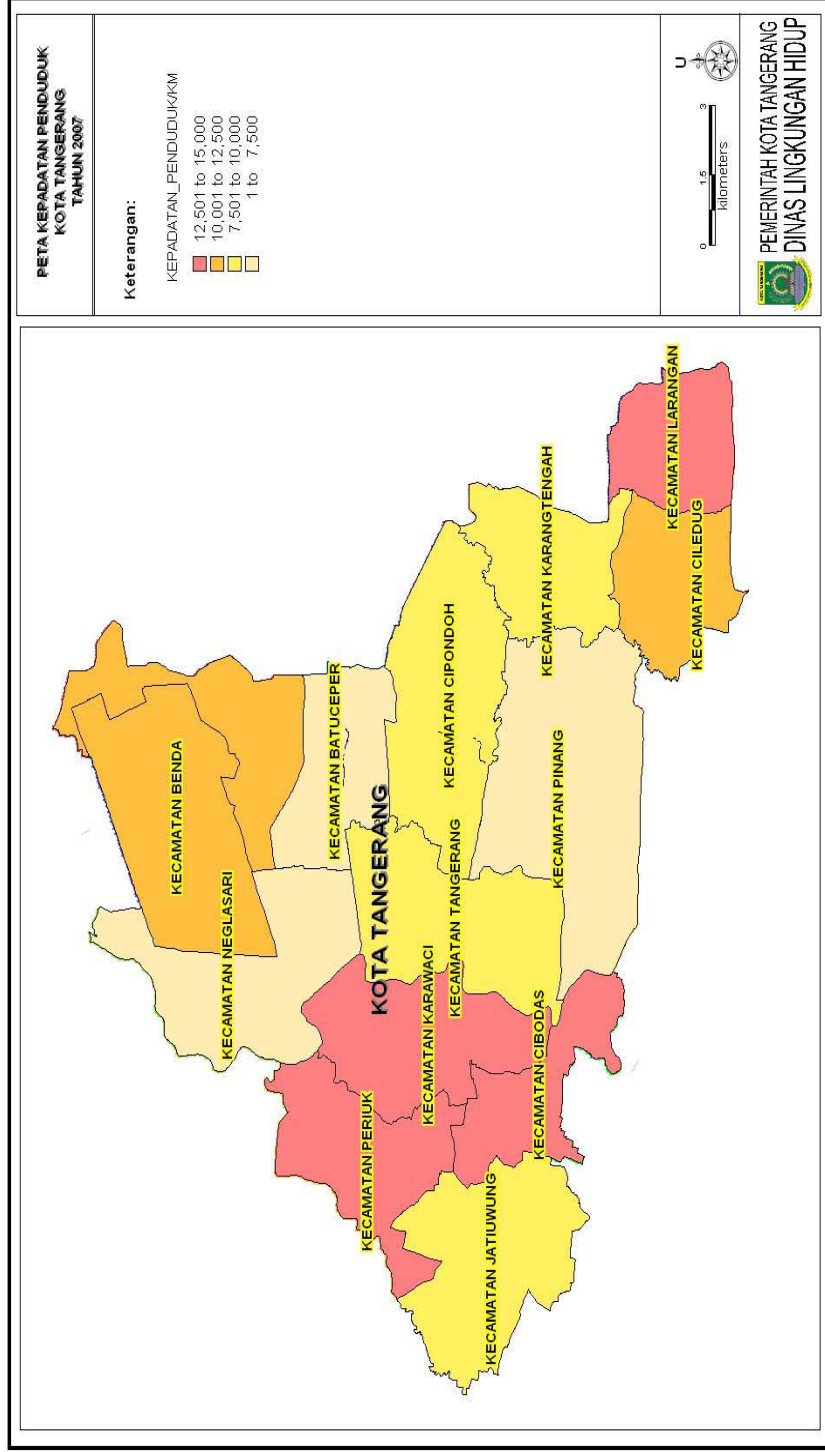 PETA KEPADATAN PENDUDUK
KOTA TANGERANG
TAHUN 2007
Keterangan:
KEPADATAN_PENDUDUK/KM
12,501 to 15,000
10,001 to 12,500
7,501 to 10,000
1 to 7,500
U
0 1.5 3
kilometers
PEMERINTAH KOTA TANGERANG
DINAS LINGKUNGAN HIDUP
KECAMATAN BENDA
KECAMATAN NEGLASARI
KECAMATAN BATUCEPER
KOTA TANGERANG
KECAMATAN PERIUK
KECAMATAN KARAWACI
KECAMATAN TANGERANG
KECAMATAN CIPONDOH
KECAMATAN JATIUWUNG
KECAMATAN CIBODAS
KECAMATAN PINANG
KECAMATAN KARANGTENGAH
KECAMATAN CILEDUG
KECAMATAN LARANGAN